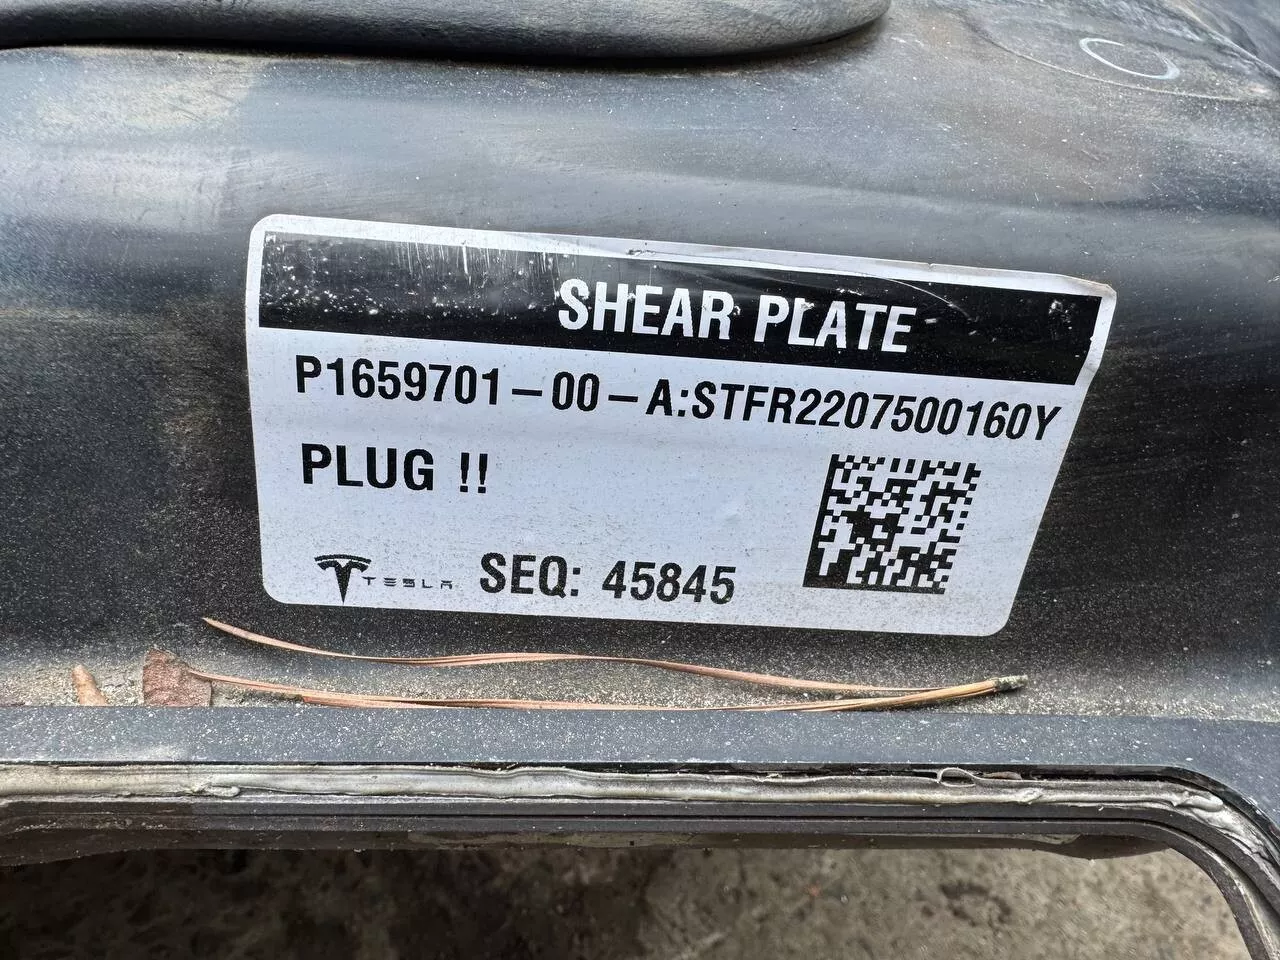 SHEAR PLATE
P1659701-00-A:STFR2207500160Y
PLUG !!
TESLA SEQ: 45845